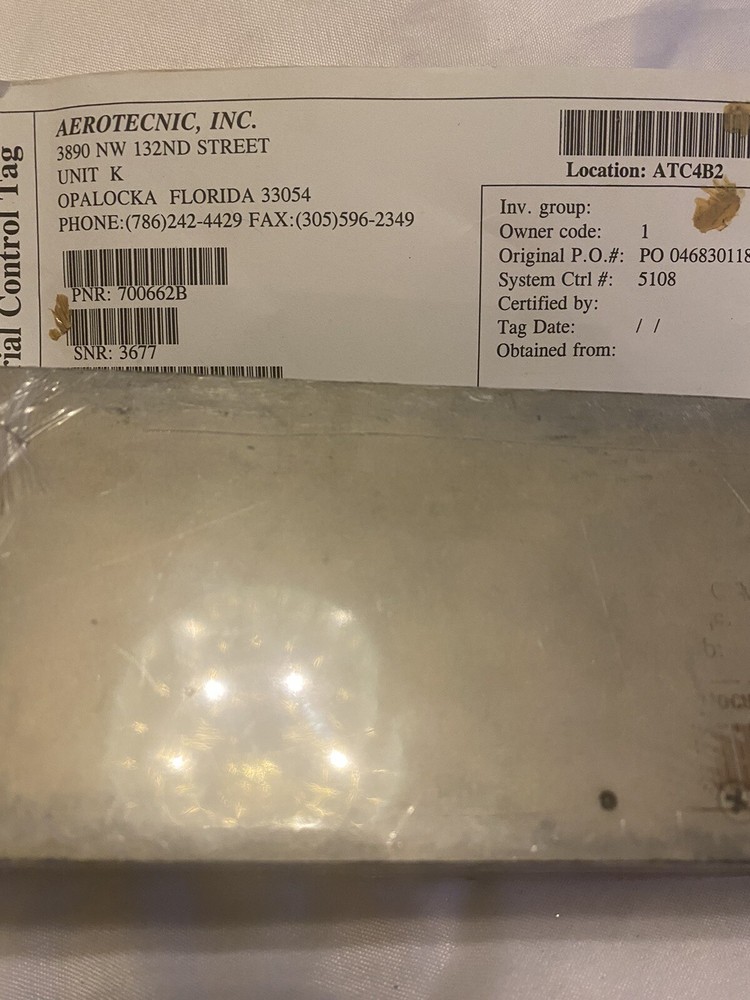 rial Control Tag
AEROTECNIC, INC.
3890 NW 132ND STREET
UNIT K
OPALOCKA FLORIDA 33054
PHONE:(786)242-4429 FAX:(305)596-2349
PNR: 700662B
SNR: 3677
Location: ATC4B2
Inv. group:
Owner code: 1
Original P.O.#: PO 046830118
System Ctrl #: 5108
Certified by:
Tag Date: / /
Obtained from: